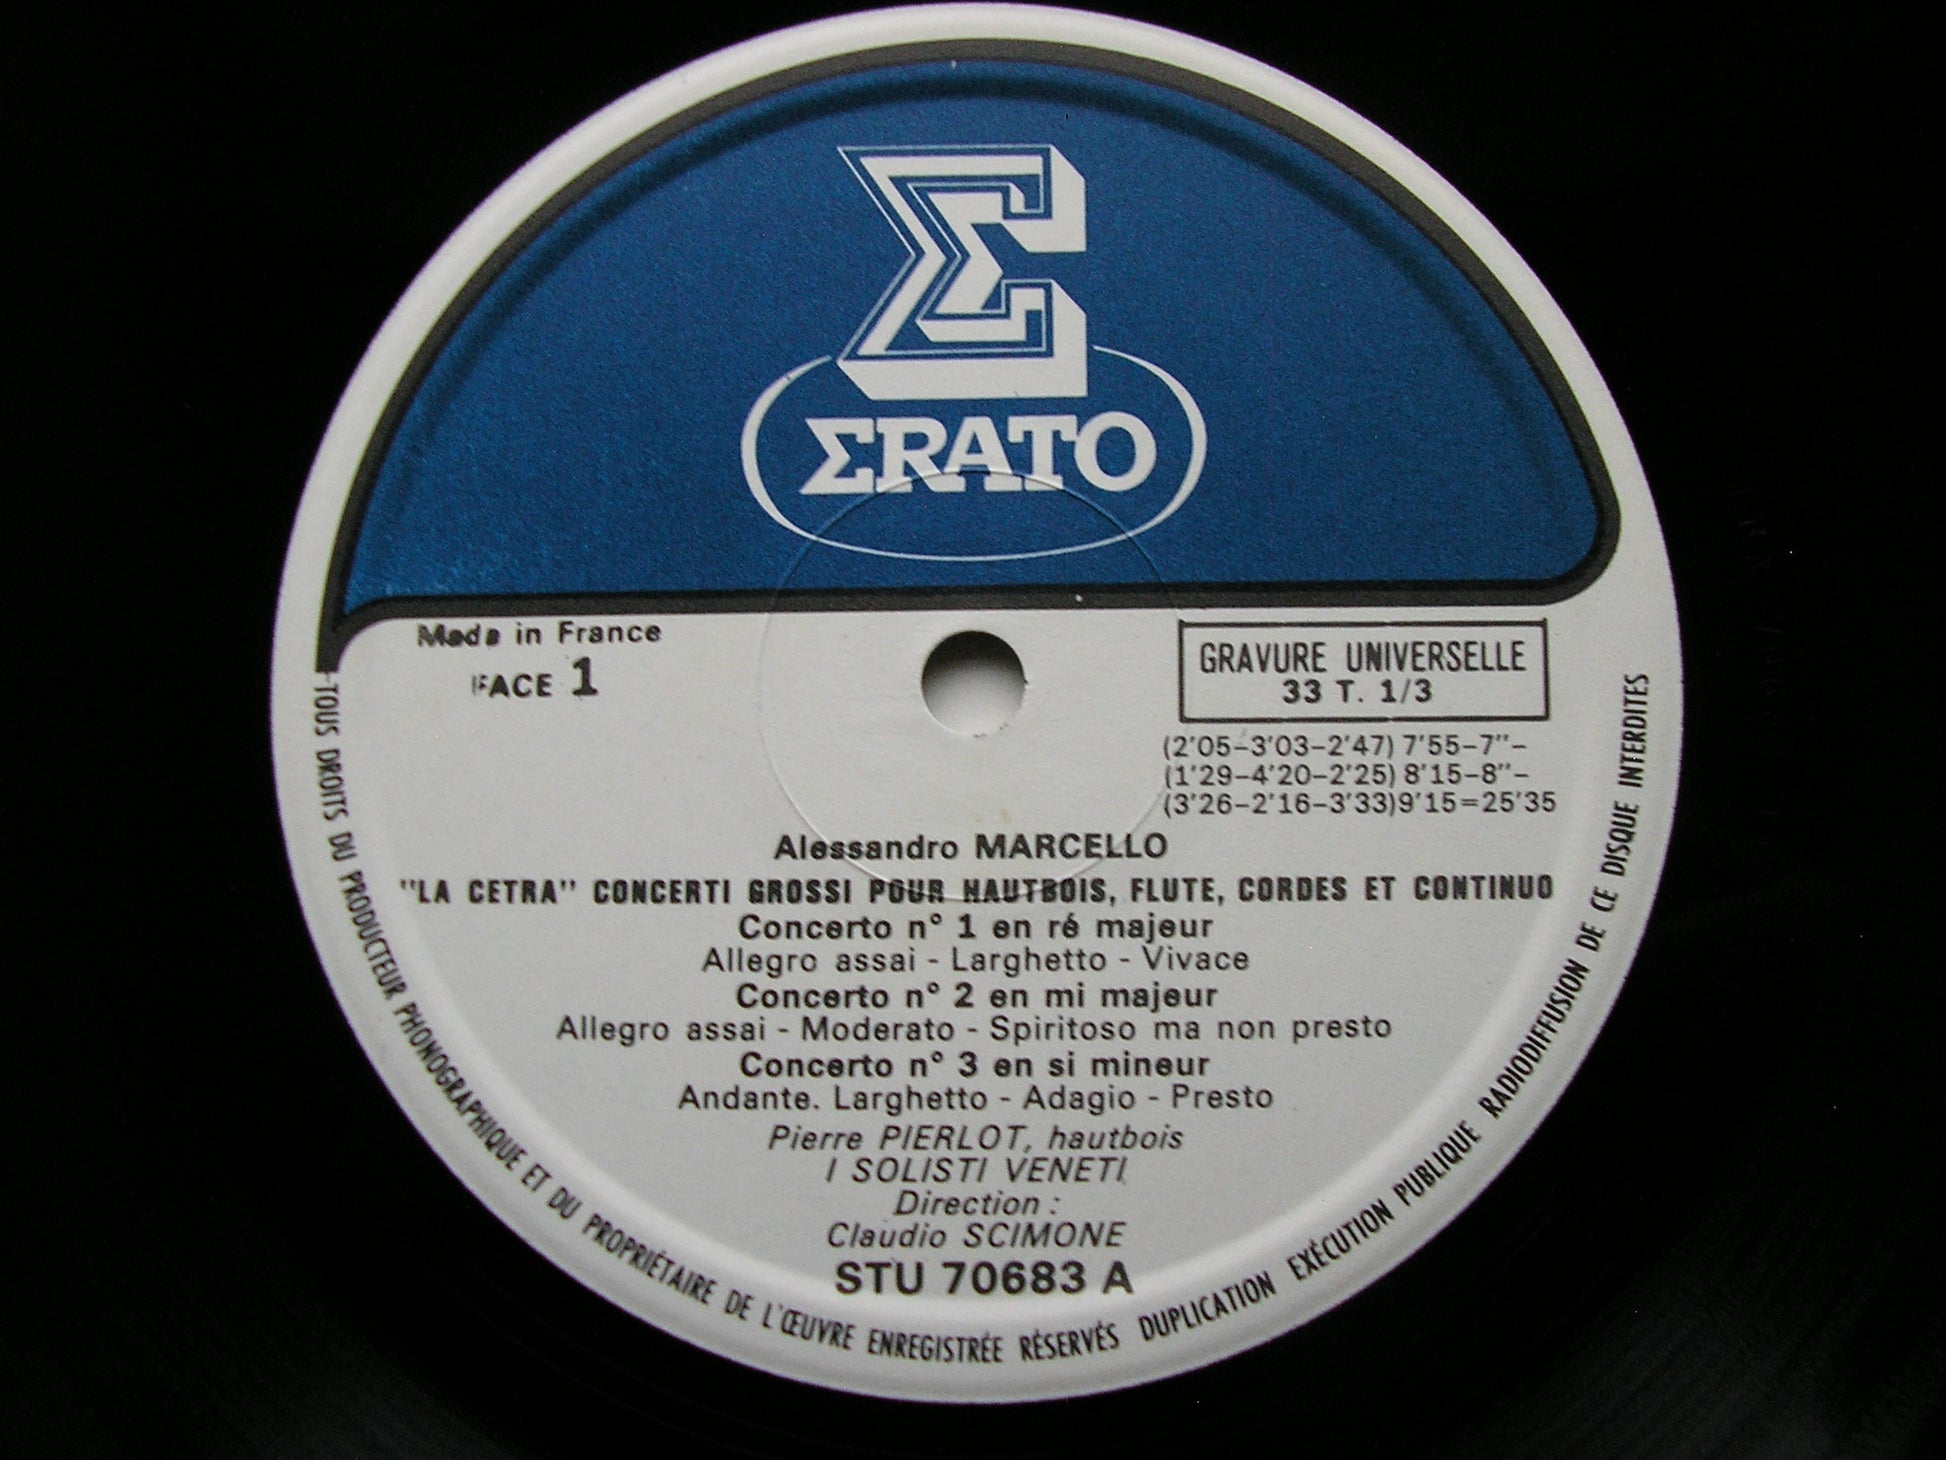 ΣRATO
Made in France
FACE 1
GRAVURE UNIVERSELLE
33 T. 1/3
(2'05-3'03-2'47) 7'55-7''-
(1'29-4'20-2'25) 8'15-8''-
(3'26-2'16-3'33)9'15=25'35
Alessandro MARCELLO
"LA CETRA" CONCERTI GROSSI POUR HAUTBOIS, FLUTE, CORDES ET CONTINUO
Concerto n° 1 en ré majeur
Allegro assai - Larghetto - Vivace
Concerto n° 2 en mi majeur
Allegro assai - Moderato - Spiritoso ma non presto
Concerto n° 3 en si mineur
Andante. Larghetto - Adagio - Presto
Pierre PIERLOT, hautbois
I SOLISTI VENETI
Direction :
Claudio SCIMONE
STU 70683 A
TOUS DROITS DU PRODUCTEUR PHONOGRAPHIQUE ET DU PROPRIÉTAIRE DE L'ŒUVRE ENREGISTRÉE RÉSERVÉS DUPLICATION EXÉCUTION PUBLIQUE RADIODIFFUSION DE CE DISQUE INTERDITES